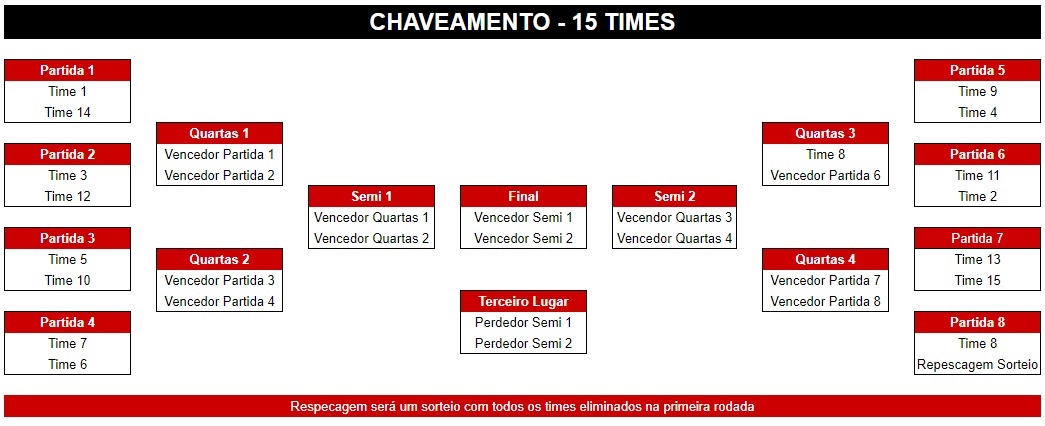 CHAVEAMENTO - 15 TIMES
Partida 1
Time 1
Time 14
Partida 2
Time 3
Time 12
Partida 3
Time 5
Time 10
Partida 4
Time 7
Time 6
Quartas 1
Vencedor Partida 1
Vencedor Partida 2
Quartas 2
Vencedor Partida 3
Vencedor Partida 4
Semi 1
Vencedor Quartas 1
Vencedor Quartas 2
Final
Vencedor Semi 1
Vencedor Semi 2
Terceiro Lugar
Perdedor Semi 1
Perdedor Semi 2
Semi 2
Vecendor Quartas 3
Vencedor Quartas 4
Quartas 3
Time 8
Vencedor Partida 6
Quartas 4
Vencedor Partida 7
Vencedor Partida 8
Partida 5
Time 9
Time 4
Partida 6
Time 11
Time 2
Partida 7
Time 13
Time 15
Partida 8
Time 8
Repescagem Sorteio
Respecagem será um sorteio com todos os times eliminados na primeira rodada